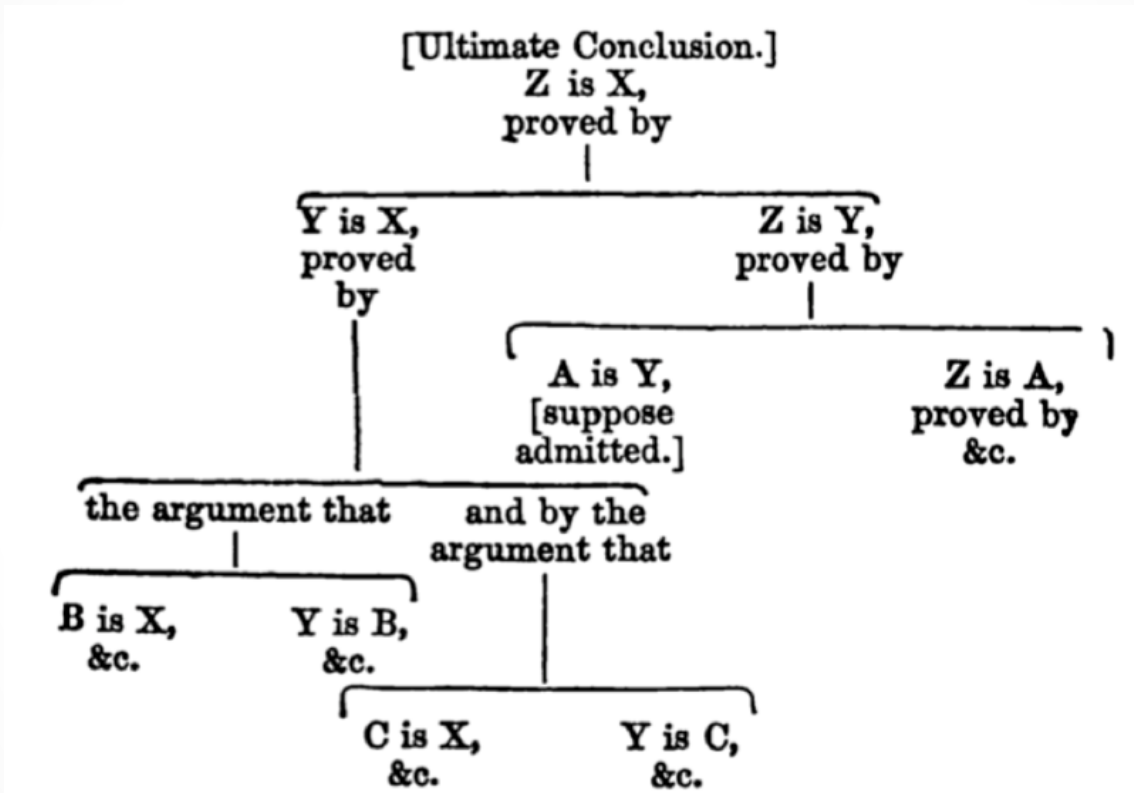 [Ultimate Conclusion.]
Z is X,
proved by
Y is X,
proved
by
Z is Y,
proved by
A is Y,
[suppose
admitted.]
Z is A,
proved by
&c.
the argument that
and by the
argument that
B is X,
&c.
Y is B,
&c.
C is X,
&c.
Y is C,
&c.